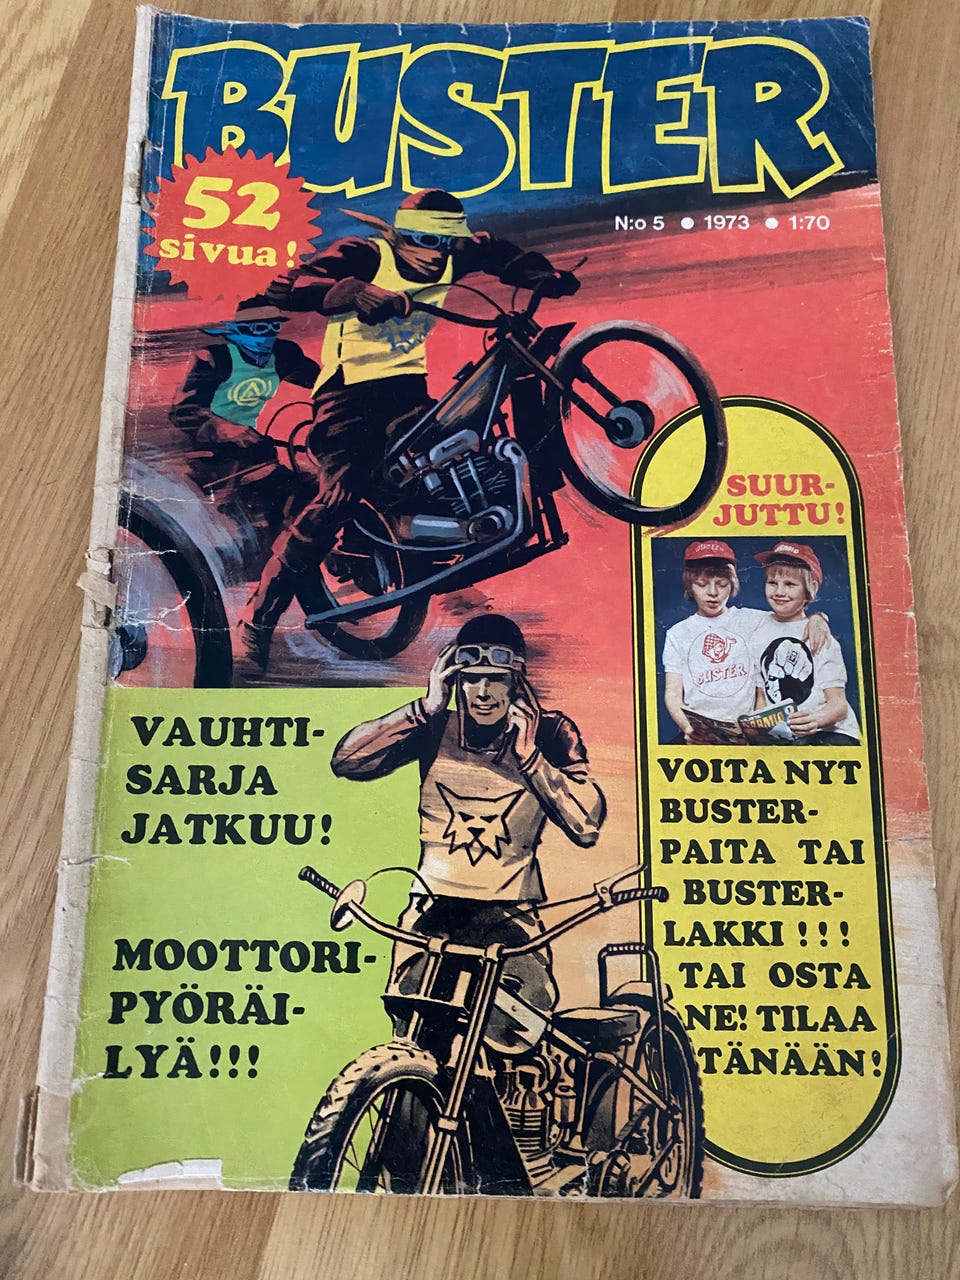 BUSTER
52
sivua!
N:o 5 ● 1973 ● 1:70
SUUR-
JUTTU!
BUSTER
VAUHTI-
SARJA
JATKUU!
MOOTTORI-
PYÖRÄI-
LYÄ!!!
VOITA NYT
BUSTER-
PAITA TAI
BUSTER-
LAKKI!!!
TAI OSTA
NE! TILAA
TÄNÄÄN!